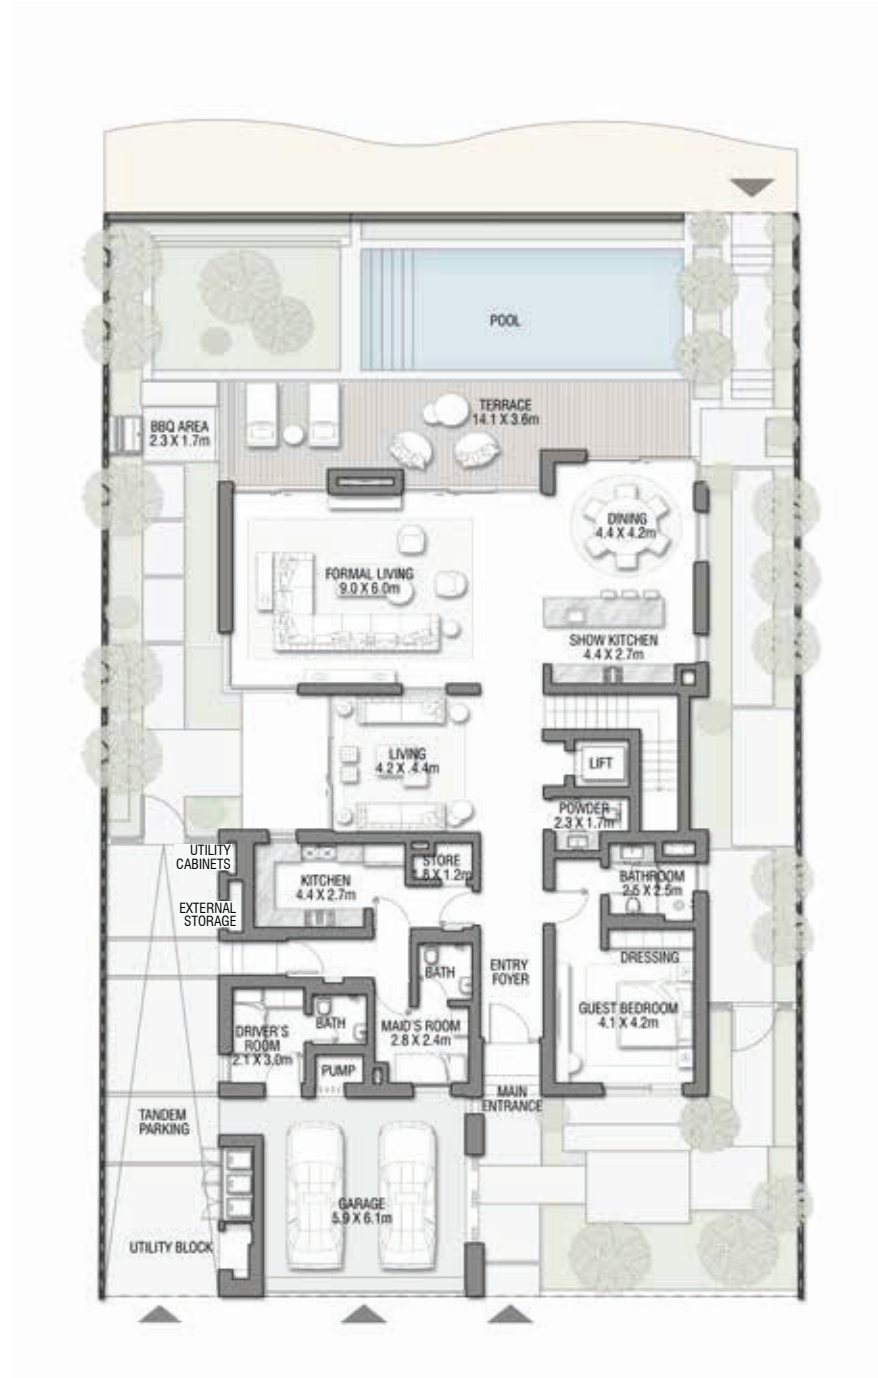 POOL
TERRACE
14.1 X 3.6m
BBQ AREA
2.3 X 1.7m
DINING
4.4 X 4.2m
FORMAL LIVING
9.0 X 6.0m
SHOW KITCHEN
4.4 X 2.7m
LIVING
4.2 X .4.4m
LIFT
POWDER
2.3 X 1.7m
UTILITY
CABINETS
STORE
1.8 X 1.2m
KITCHEN
4.4 X 2.7m
BATHROOM
2.5 X 2.5m
EXTERNAL
STORAGE
DRESSING
ENTRY
FOYER
BATH
GUEST BEDROOM
4.1 X 4.2m
DRIVER'S
ROOM
2.1 X 3.0m
BATH
MAID'S ROOM
2.8 X 2.4m
PUMP
MAIN
ENTRANCE
TANDEM
PARKING
GARAGE
5.9 X 6.1m
UTILITY BLOCK